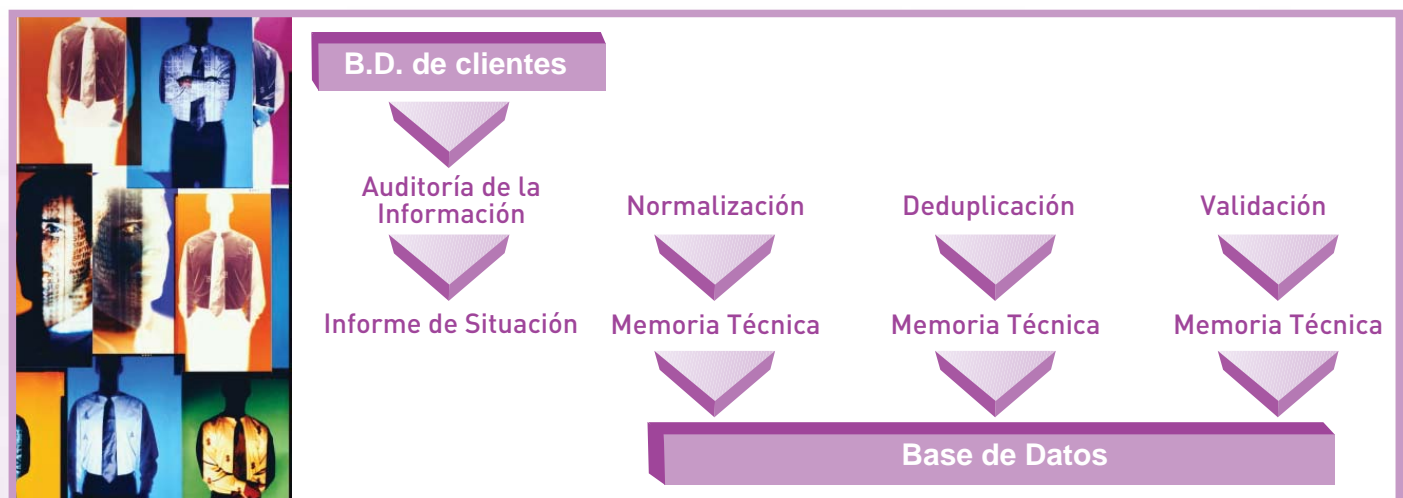 B.D. de clientes
Auditoría de la
Información
Normalización
Deduplicación
Validación
Informe de Situación
Memoria Técnica
Memoria Técnica
Memoria Técnica
Base de Datos